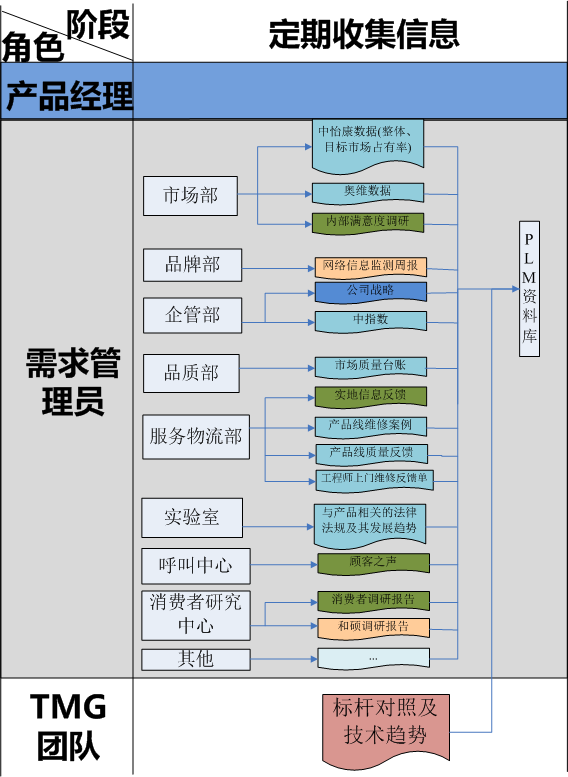 阶段
角色
定期收集信息
产品经理
需求管
理员
市场部
中怡康数据(整体、
目标市场占有率)
奥维数据
内部满意度调研
品牌部
网络信息监测周报
企管部
公司战略
中指数
品质部
市场质量台账
服务物流部
实地信息反馈
产品线维修案例
产品线质量反馈
工程师上门维修反馈单
实验室
与产品相关的法律
法规及其发展趋势
呼叫中心
顾客之声
消费者研究
中心
消费者调研报告
和硕调研报告
其他
...
P
L
M
资
料
库
TMG
团队
标杆对照及
技术趋势